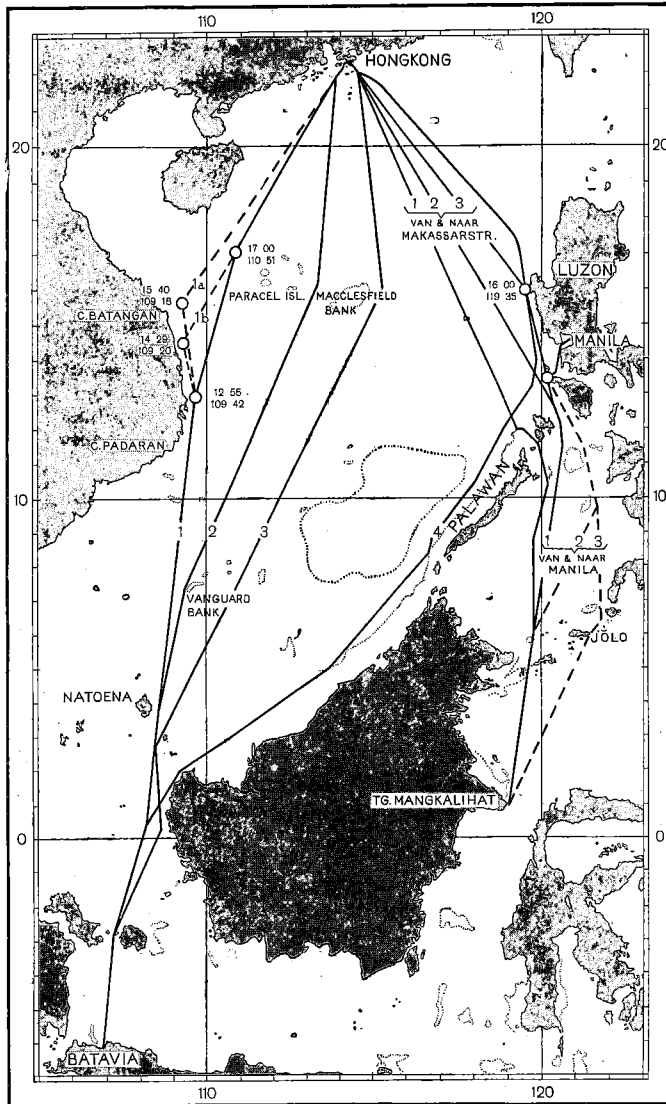 110
120
HONGKONG
20
20
1 2 3
VAN & NAAR
MAKASSARSTR.
17 00
110 51
LUZON
15 40
109 18
1a
PARACEL ISL.
MACCLESFIELD
BANK
16 00
119 35
C.BATANGAN
1b
MANILA
14 29
109 20
12 55
109 42
C.PADARAN
PALAWAN
10
10
1 2 3
1 2 3
VAN & NAAR
MANILA
VANGUARD
BANK
JOLO
NATOENA
TG. MANGKALIHAT
0
0
BATAVIA
110
120